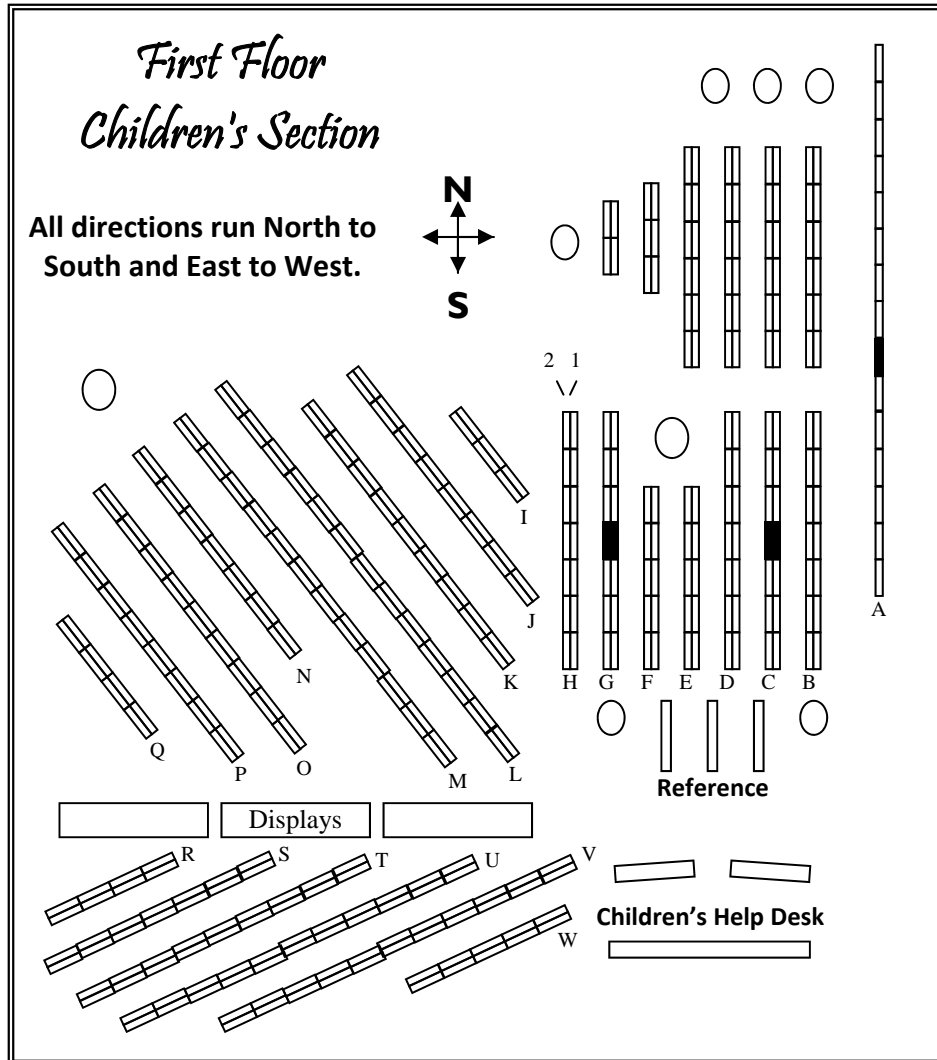 First Floor
Children's Section
N
All directions run North to
South and East to West.
S
2 1
I
A
J
N
K
H G F E D C B
Q
P
O
M
L
Reference
Displays
R
S
T
U
V
Children's Help Desk
W